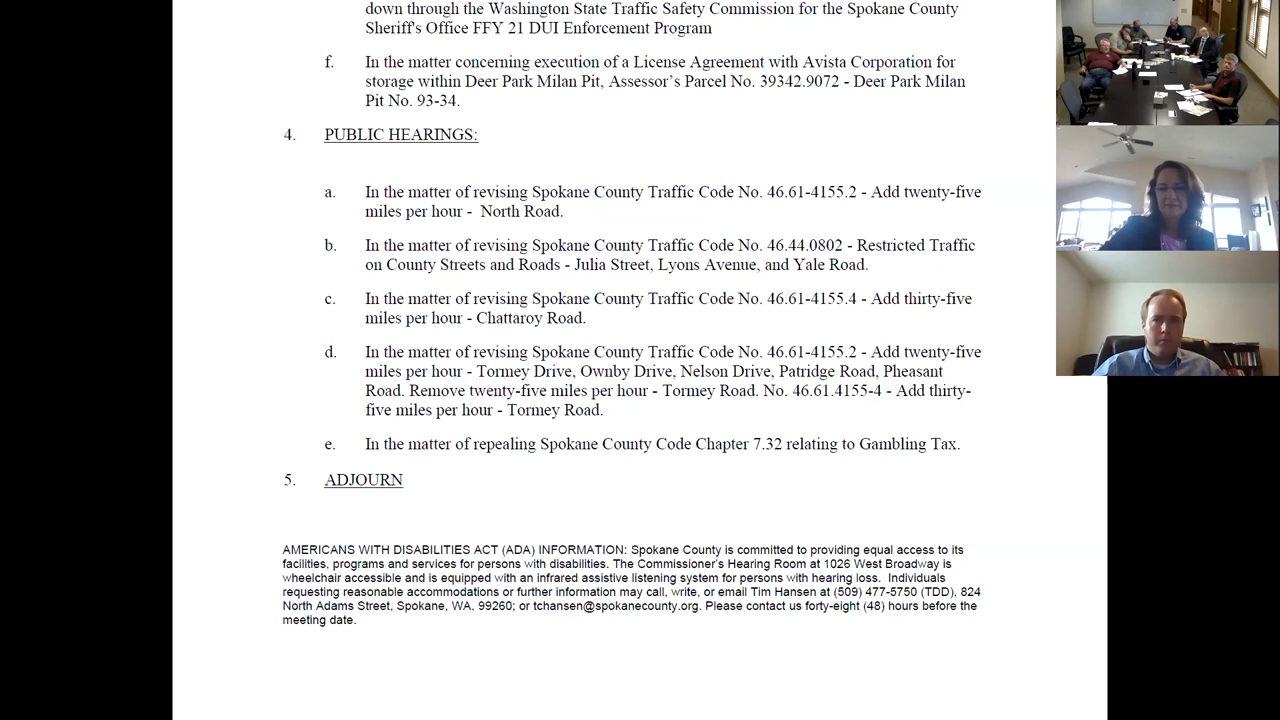 down through the Washington State Traffic Safety Commission for the Spokane County
Sheriff's Office FFY 21 DUI Enforcement Program
f. In the matter concerning execution of a License Agreement with Avista Corporation for
storage within Deer Park Milan Pit, Assessor's Parcel No. 39342.9072 - Deer Park Milan
Pit No. 93-34.
4. PUBLIC HEARINGS:
a. In the matter of revising Spokane County Traffic Code No. 46.61-4155.2 - Add twenty-five
miles per hour - North Road.
b. In the matter of revising Spokane County Traffic Code No. 46.44.0802 - Restricted Traffic
on County Streets and Roads - Julia Street, Lyons Avenue, and Yale Road.
c. In the matter of revising Spokane County Traffic Code No. 46.61-4155.4 - Add thirty-five
miles per hour - Chattaroy Road.
d. In the matter of revising Spokane County Traffic Code No. 46.61-4155.2 - Add twenty-five
miles per hour - Tormey Drive, Ownby Drive, Nelson Drive, Patridge Road, Pheasant
Road. Remove twenty-five miles per hour - Tormey Road. No. 46.61.4155-4 - Add thirty-
five miles per hour - Tormey Road.
e. In the matter of repealing Spokane County Code Chapter 7.32 relating to Gambling Tax.
5. ADJOURN
AMERICANS WITH DISABILITIES ACT (ADA) INFORMATION: Spokane County is committed to providing equal access to its
facilities, programs and services for persons with disabilities. The Commissioner's Hearing Room at 1026 West Broadway is
wheelchair accessible and is equipped with an infrared assistive listening system for persons with hearing loss. Individuals
requesting reasonable accommodations or further information may call, write, or email Tim Hansen at (509) 477-5750 (TDD), 824
North Adams Street, Spokane, WA, 99260; or tchansen@spokanecounty.org. Please contact us forty-eight (48) hours before the
meeting date.